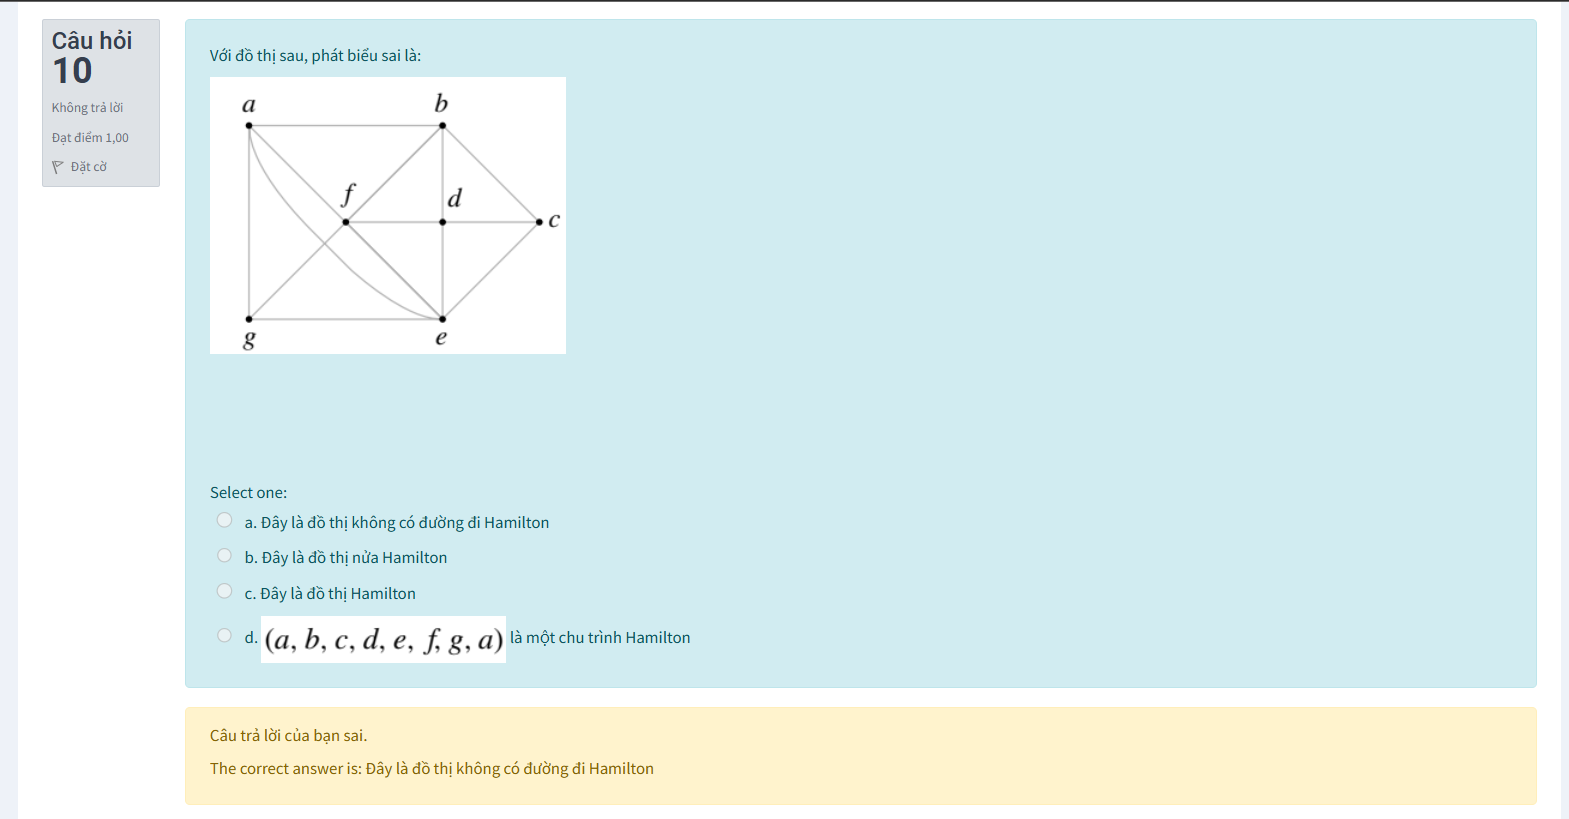 Câu hỏi
10
Không trả lời
Đạt điểm 1,00
Đặt cờ
Với đồ thị sau, phát biểu sai là:
a
b
f
d
c
g
e
Select one:
a. Đây là đồ thị không có đường đi Hamilton
b. Đây là đồ thị nửa Hamilton
c. Đây là đồ thị Hamilton
d. (a, b, c, d, e, f, g, a) là một chu trình Hamilton
Câu trả lời của bạn sai.
The correct answer is: Đây là đồ thị không có đường đi Hamilton